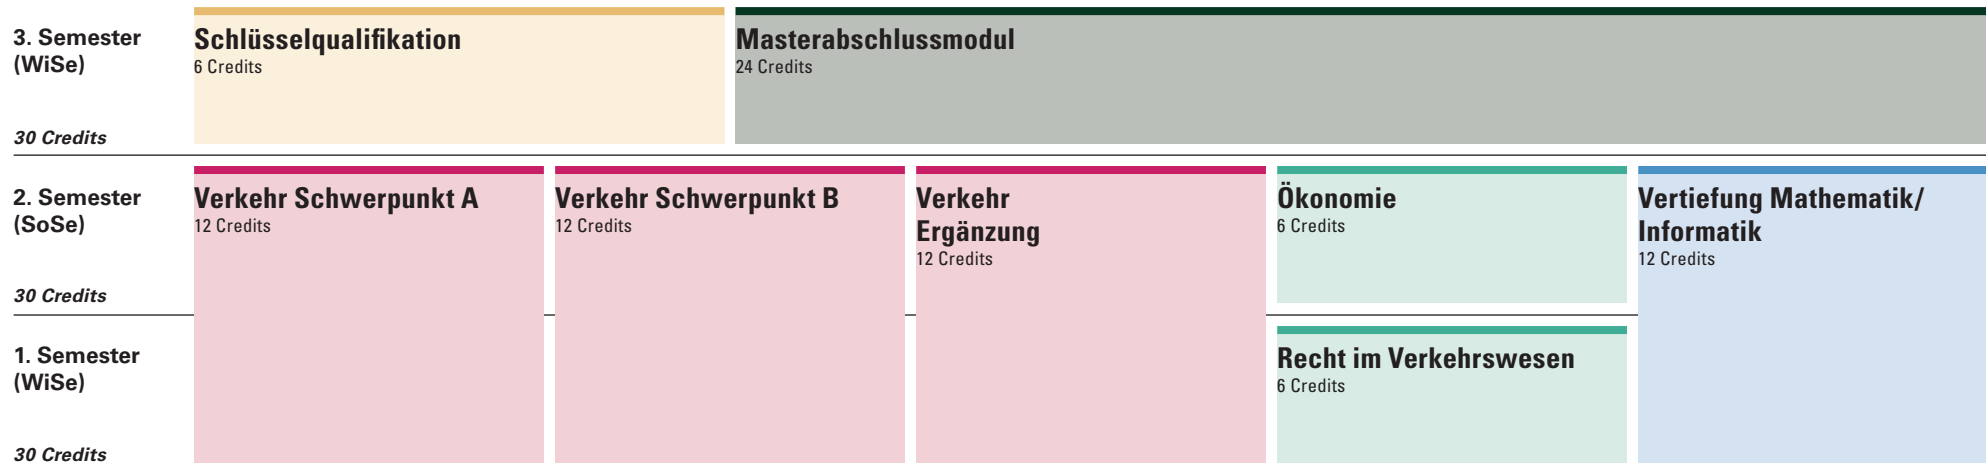 3. Semester
(WiSe)
30 Credits
Schlüsselqualifikation
6 Credits
Masterabschlussmodul
24 Credits
2. Semester
(SoSe)
30 Credits
Verkehr Schwerpunkt A
12 Credits
Verkehr Schwerpunkt B
12 Credits
Verkehr
Ergänzung
12 Credits
Ökonomie
6 Credits
Vertiefung Mathematik/
Informatik
12 Credits
1. Semester
(WiSe)
30 Credits
Recht im Verkehrswesen
6 Credits